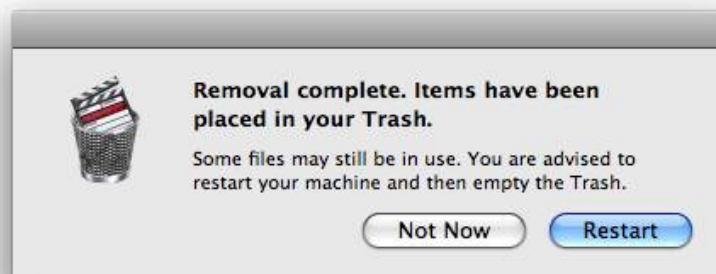 Removal complete. Items have been
placed in your Trash.
Some files may still be in use. You are advised to
restart your machine and then empty the Trash.
Not Now
Restart